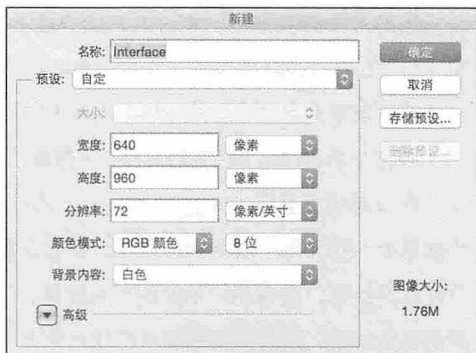 新建
名称: Interface
确定
预设: 自定
取消
大小:
存储预设...
宽度: 640 像素
删除预设...
高度: 960 像素
分辨率: 72 像素/英寸
颜色模式: RGB 颜色 8 位
背景内容: 白色
图像大小:
1.76M
高级